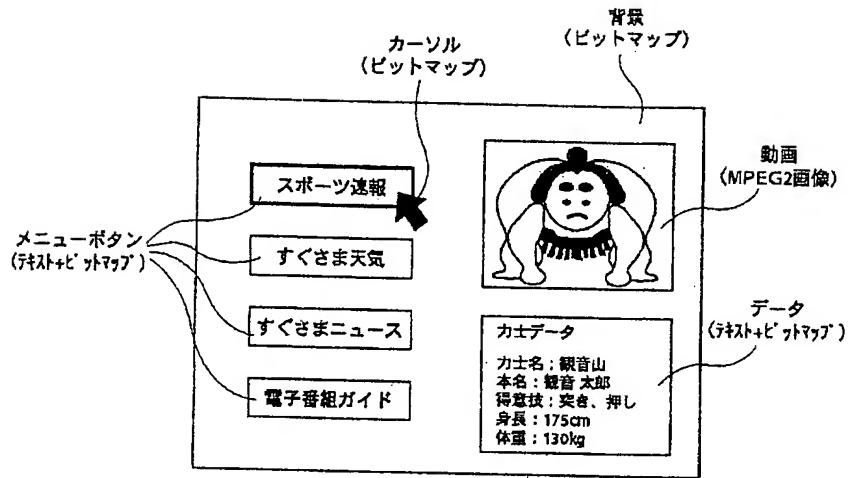 背景
(ビットマップ)
カーソル
(ビットマップ)
スポーツ速報
動画
(MPEG2画像)
メニューボタン
(ﾃｷｽﾄ+ﾋﾞｯﾄﾏｯﾌﾟ)
すぐさま天気
すぐさまニュース
電子番組ガイド
データ
(ﾃｷｽﾄ+ﾋﾞｯﾄﾏｯﾌﾟ)
力士データ
力士名;観音山
本名:観音 太郎
得意技:突き、押し
身長:175cm
体重:130kg